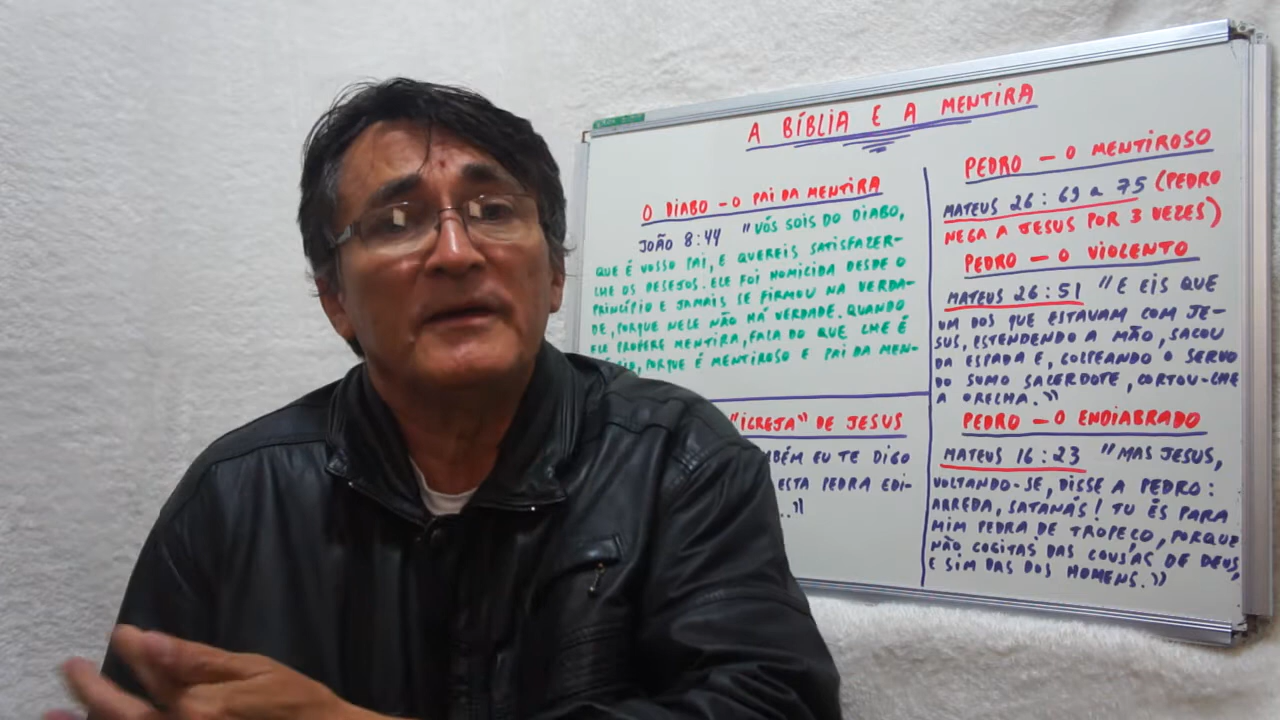 A BÍBLIA E A MENTIRA
O DIABO – O PAI DA MENTIRA
JOÃO 8:44 "VÓS SOIS DO DIABO,
QUE É VOSSO PAI, E QUEREIS SATISFAZER-
LHE OS DESEJOS. ELE FOI HOMICIDA DESDE O
PRINCÍPIO E JAMAIS SE FIRMOU NA VERDA-
DE, PORQUE NELE NÃO HÁ VERDADE. QUANDO
ELE PROFERE MENTIRA, FALA DO QUE LHE É
PORQUE É MENTIROSO E PAI DA MEN-
"IGREJA" DE JESUS
EU TE DIGO
ESTA PEDRA EDI-
..."
PEDRO – O MENTIROSO
MATEUS 26:69 a 75 (PEDRO
NEGA A JESUS POR 3 VEZES)
PEDRO – O VIOLENTO
MATEUS 26:51 "E EIS QUE
UM DOS QUE ESTAVAM COM JE-
SUS, ESTENDENDO A MÃO, SACOU
DA ESPADA E, GOLPEANDO O SERVO
DO SUMO SACERDOTE, CORTOU-LHE
A ORELHA."
PEDRO – O ENDIABRADO
MATEUS 16:23 "MAS JESUS,
VOLTANDO-SE, DISSE A PEDRO:
ARREDA, SATANÁS! TU ÉS PARA
MIM PEDRA DE TROPEÇO, PORQUE
NÃO COGITAS DAS COUSAS DE DEUS,
E SIM DAS DOS HOMENS."